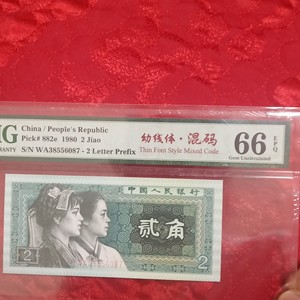 MG
China / People's Republic
Pick# 882e 1980 2 Jiao
S/N WA38556087 - 2 Letter Prefix
幼线体·混码
Thin Font Style Mixed Code
66 EPQ
Gem Uncirculated
中国人民银行
贰角
2
2